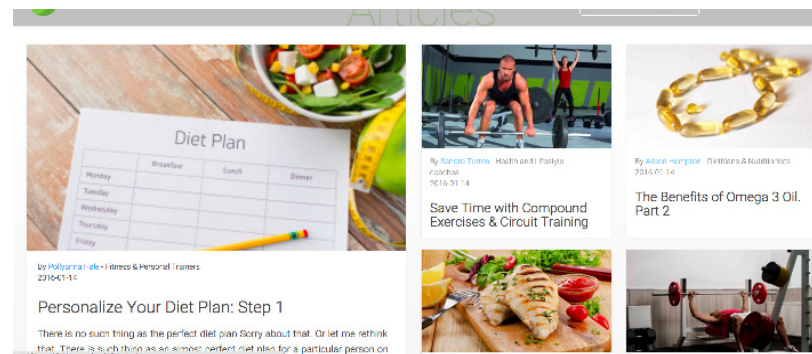 Articles
Diet Plan
Breakfast Lunch Dinner
Monday
Tuesday
Wednesday
Thursday
Friday
By Pollyanna Hale - Fitness & Personal Trainers
2016-01-14
Personalize Your Diet Plan: Step 1
There is no such thing as the perfect diet plan Sorry about that. Or let me rethink
that. There is such thing as an almost perfect diet plan for a particular person on
By Sandro Torres - Health and Lifestyle
coaches
2016-01-14
Save Time with Compound
Exercises & Circuit Training
By Alison Hampton - Dietitians & Nutritionists
2016-01-14
The Benefits of Omega 3 Oil.
Part 2